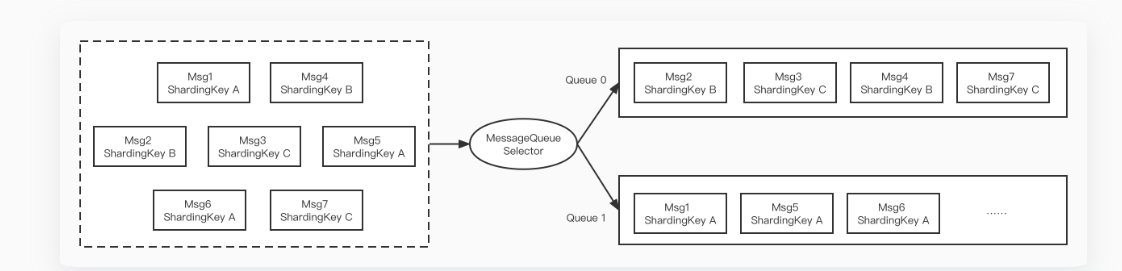 Msg1
ShardingKey A
Msg4
ShardingKey B
Msg2
ShardingKey B
Msg3
ShardingKey C
Msg5
ShardingKey A
Msg6
ShardingKey A
Msg7
ShardingKey C
MessageQueue
Selector
Queue 0
Msg2
ShardingKey B
Msg3
ShardingKey C
Msg4
ShardingKey B
Msg7
ShardingKey C
Queue 1
Msg1
ShardingKey A
Msg5
ShardingKey A
Msg6
ShardingKey A
......